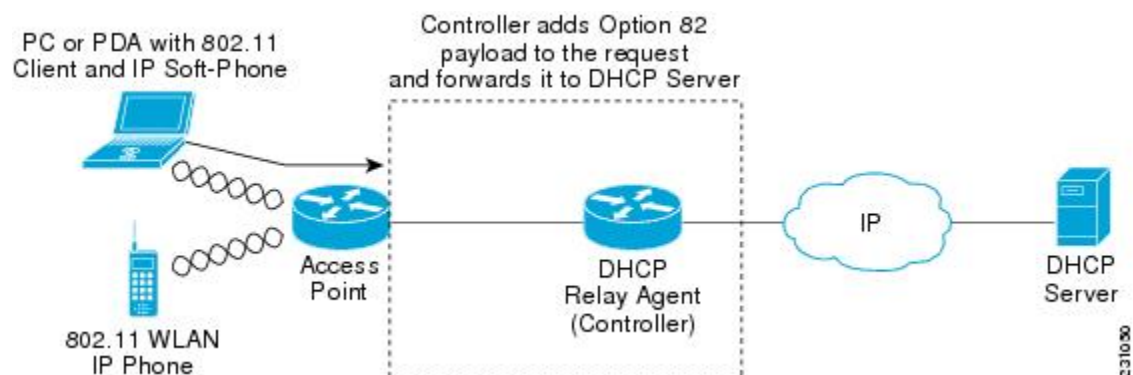 Controller adds Option 82
payload to the request
and forwards it to DHCP Server
PC or PDA with 802.11
Client and IP Soft-Phone
Access
Point
802.11 WLAN
IP Phone
DHCP
Relay Agent
(Controller)
IP
DHCP
Server
231050